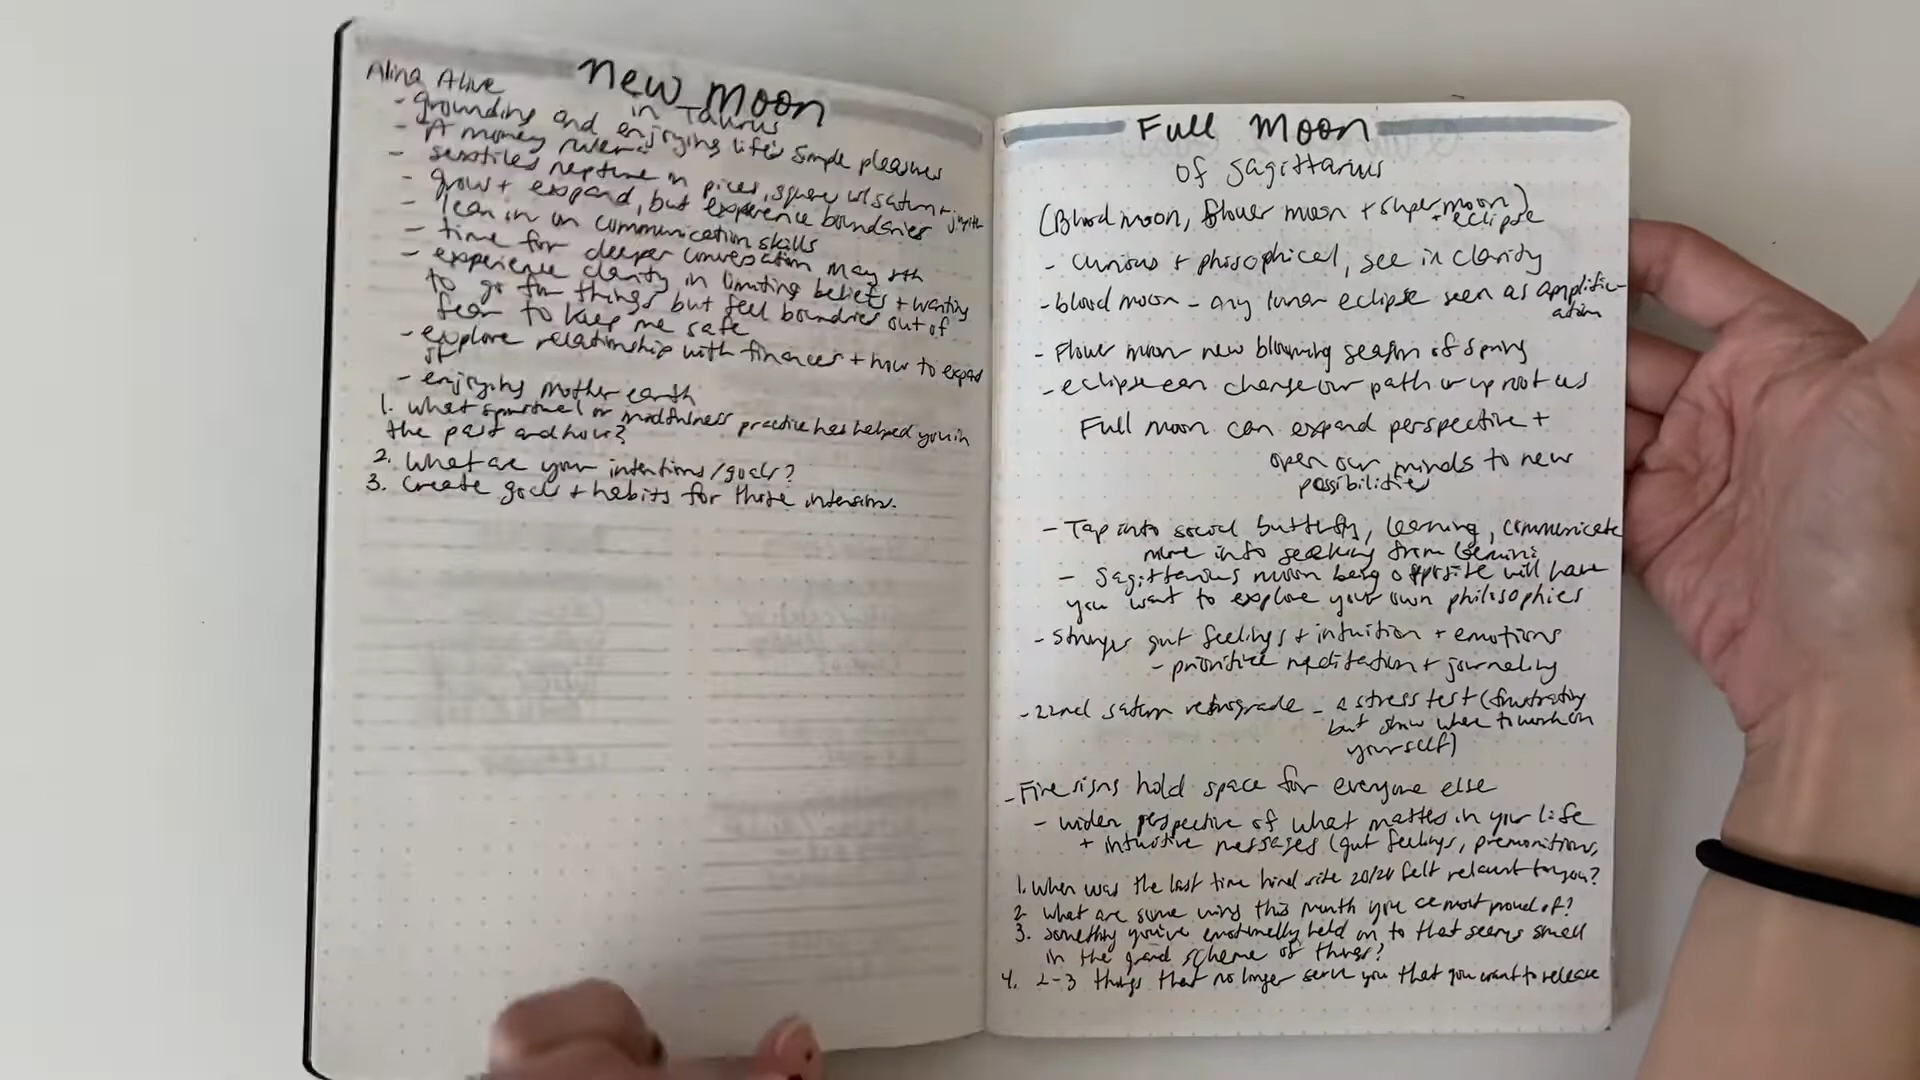 New Moon
in Taurus
Alina Alive
- grounding and enjoying life's simple pleasures
- A money ruler
- neptune in pices, square w/ saturn +
- grow + expand, but experience boundaries
- lean in on communication skills
- time for deeper conversation may
- experience clarity in limiting beliefs + wanting
to go for things but feel boundries out of
fear to keep me safe
- explore relationship with finances + how to expand
it
- enjoying mother earth
1. what spiritual or mindfulness practice has helped you in
the past and how?
2. What are your intentions/goals?
3. Create goals + habits for those intensions.
Full Moon
of Sagittarius
(Blood moon, flower moon + super moon)
+ eclipse
- Curious + phisophical, see in clarity
- blood moon - any lunar eclipse seen as amplific-
ation
- Flower moon new blooming season of spring
- eclipse can change our path or up root us
Full moon can expand perspective +
open our minds to new
possibilities
- Tap into social butterfly, learning, communicate
more info seeking from Gemini
- Sagittarius moon being opposite will have
you want to explore your own philosophies
- Stronger gut feelings + intuition + emotions
- prioritize meditation + journaling
- 22nd saturn retrograde - a stress test (frustrating
but show where to work on
yourself)
- Fire signs hold space for everyone else
- widen perspective of what matters in your life
+ intuitive messages (gut feelings, premonitions,
1. When was the last time hind site 20/20 felt relavent to you?
2. What are some wins this month you are most proud of?
3. Something you've emotionally held on to that seems small
in the grand scheme of things?
4. 2-3 things that no longer serve you that you want to release